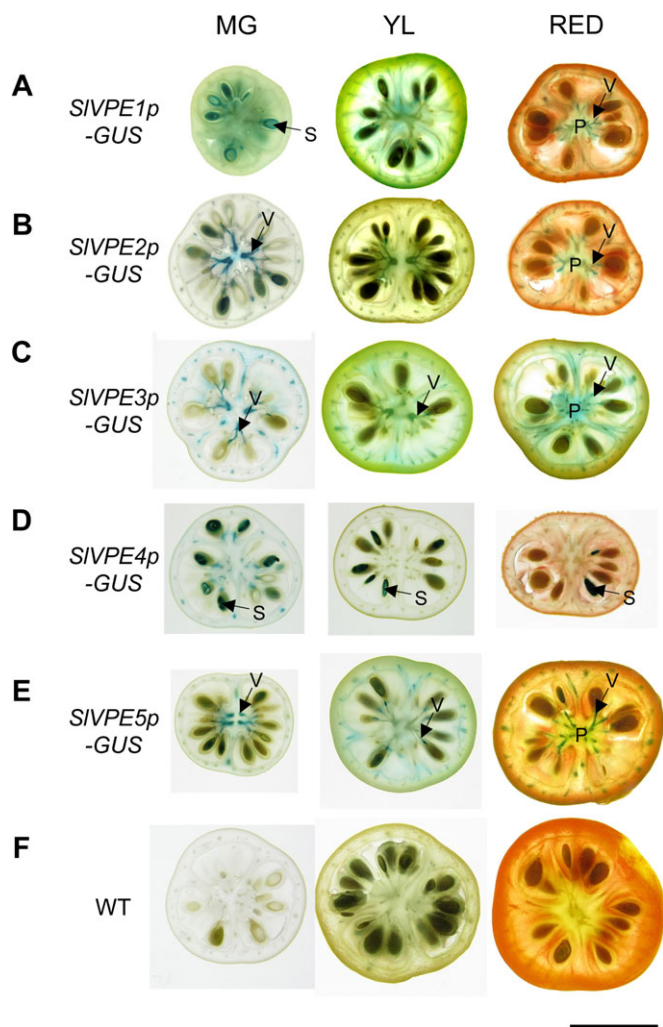 MG YL RED
A
SlVPE1p
-GUS
S
V
P
B
SlVPE2p
-GUS
V
V
P
C
SlVPE3p
-GUS
V
V
V
P
D
SlVPE4p
-GUS
S
S
S
E
SlVPE5p
-GUS
V
V
V
P
F
WT